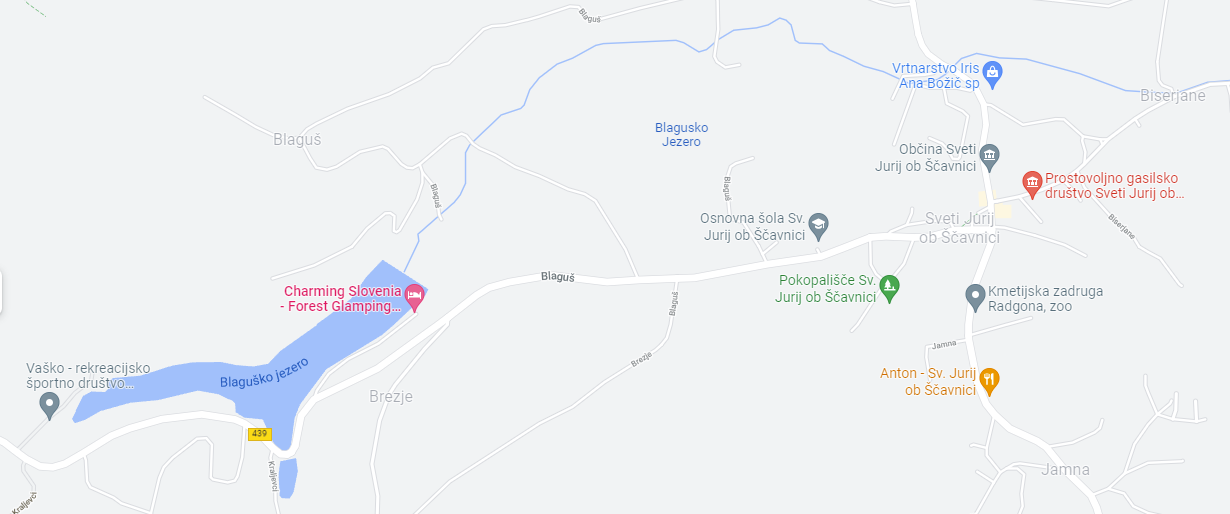 Blaguš
Vrtnarstvo Iris
Ana Božič sp
Biserjane
Blagusko
Jezero
Blaguš
Občina Sveti
Jurij ob Ščavnici
Prostovoljno gasilsko
društvo Sveti Jurij ob...
Blaguš
Blaguš
Osnovna šola Sv.
Jurij ob Ščavnici
Sveti Jurij
ob Ščavnici
Biserjane
Blaguš
Pokopališče Sv.
Jurij ob Ščavnici
Charming Slovenia
- Forest Glamping...
Blaguš
Kmetijska zadruga
Radgona, zoo
Jamna
Brezje
Vaško - rekreacijsko
športno društvo...
Blaguško jezero
Anton - Sv. Jurij
ob Ščavnici
Brezje
439
Kraljevci
Jamna
Kraljevci